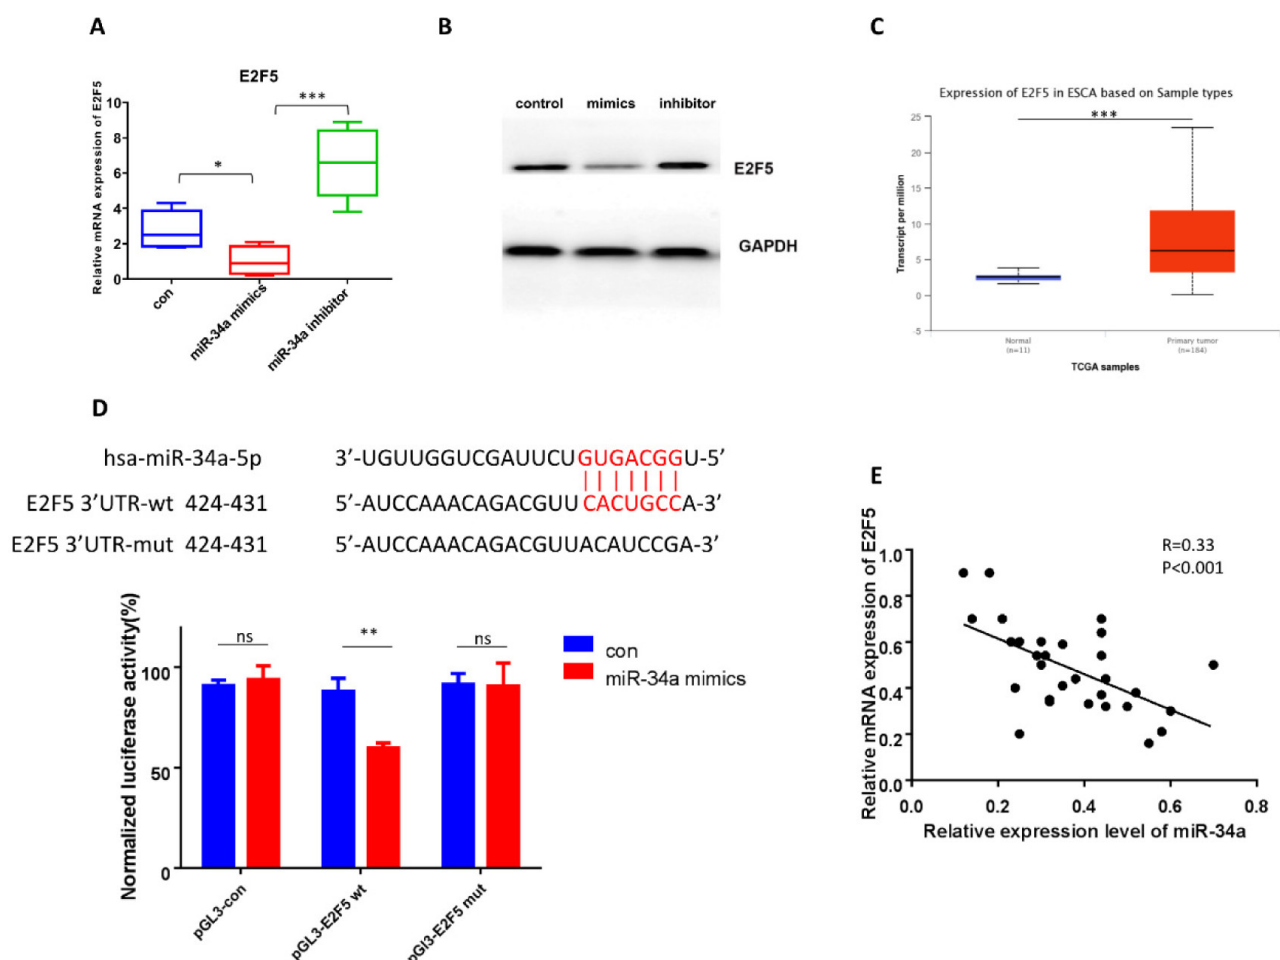 A
E2F5
Relative mRNA expression of E2F5
10
8
6
4
2
0
*
***
con
miR-34a mimics
miR-34a inhibitor
B
control mimics inhibitor
E2F5
GAPDH
C
Expression of E2F5 in ESCA based on Sample types
***
Transcript per million
25
20
15
10
5
0
-5
Normal
(n=11)
Primary tumor
(n=184)
TCGA samples
D
hsa-miR-34a-5p 3’-UGUUGGUCGAUUCUGUGACGGU-5’
E2F5 3’UTR-wt 424-431 5’-AUCCAAACAGACGUUCACUGCCA-3’
E2F5 3’UTR-mut 424-431 5’-AUCCAAACAGACGUUACAUCCGA-3’
Normalized luciferase activity(%)
100
50
0
ns
**
ns
con
miR-34a mimics
pGL3-con
pGL3-E2F5 wt
pGl3-E2F5 mut
E
Relative mRNA expression of E2F5
1.0
0.8
0.6
0.4
0.2
0.0
R=0.33
P<0.001
0.0 0.2 0.4 0.6 0.8
Relative expression level of miR-34a